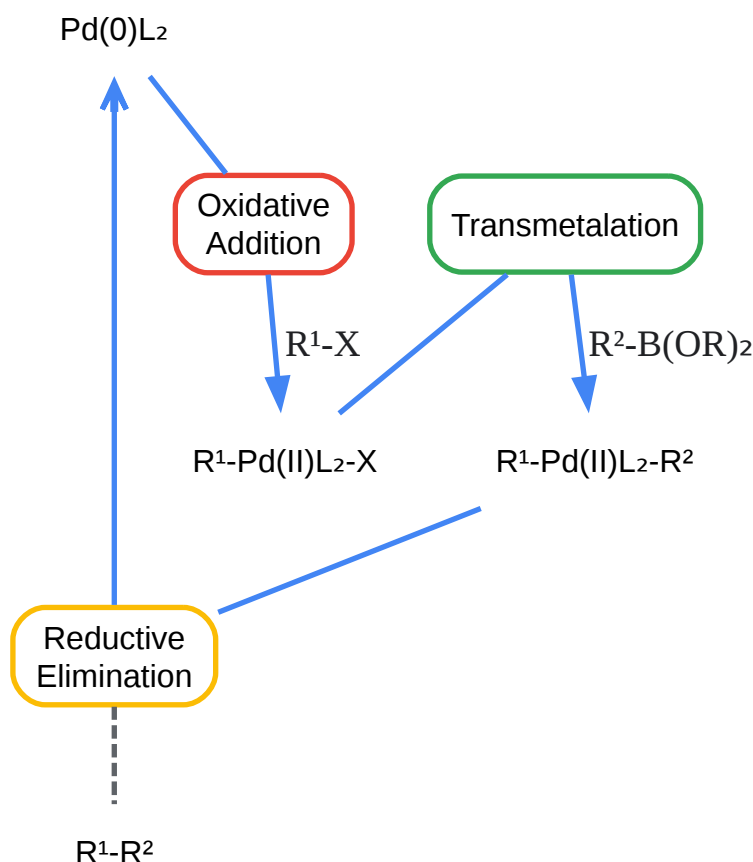 Pd(0)L₂
Oxidative
Addition
Transmetalation
R¹-X
R²-B(OR)₂
R¹-Pd(II)L₂-X
R¹-Pd(II)L₂-R²
Reductive
Elimination
R¹-R²